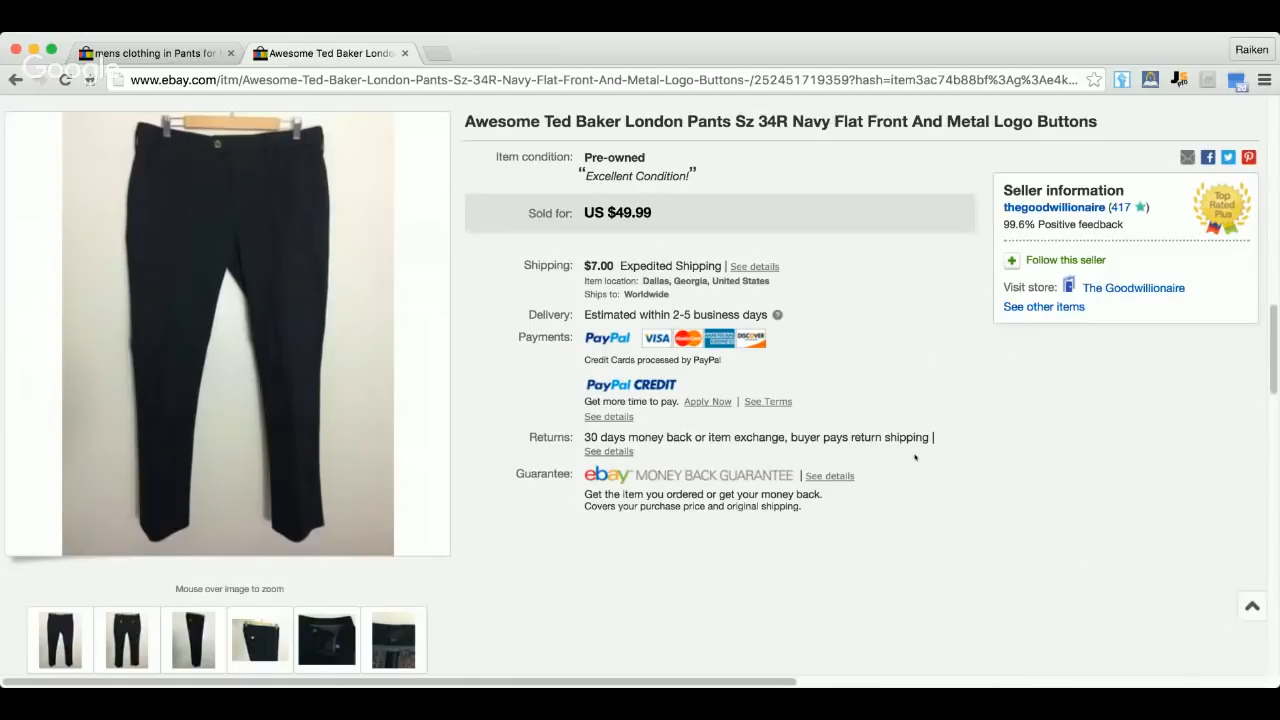 mens clothing in Pants for
Awesome Ted Baker Londo
Raiken
Google
www.ebay.com/itm/Awesome-Ted-Baker-London-Pants-Sz-34R-Navy-Flat-Front-And-Metal-Logo-Buttons-/252451719359?hash=item3ac74b88bf%3Ag%3Ae4k...
Awesome Ted Baker London Pants Sz 34R Navy Flat Front And Metal Logo Buttons
Item condition: Pre-owned
“Excellent Condition!”
Sold for: US $49.99
Shipping: $7.00 Expedited Shipping | See details
Item location: Dallas, Georgia, United States
Ships to: Worldwide
Delivery: Estimated within 2-5 business days
Payments: PayPal VISA MasterCard DISCOVER
Credit Cards processed by PayPal
PayPal CREDIT
Get more time to pay. Apply Now | See Terms
See details
Returns: 30 days money back or item exchange, buyer pays return shipping |
See details
Guarantee: ebay MONEY BACK GUARANTEE | See details
Get the item you ordered or get your money back.
Covers your purchase price and original shipping.
Seller information
thegoodwillionaire (417)
99.6% Positive feedback
Top
Rated
Plus
Follow this seller
Visit store: The Goodwillionaire
See other items
Mouse over image to zoom